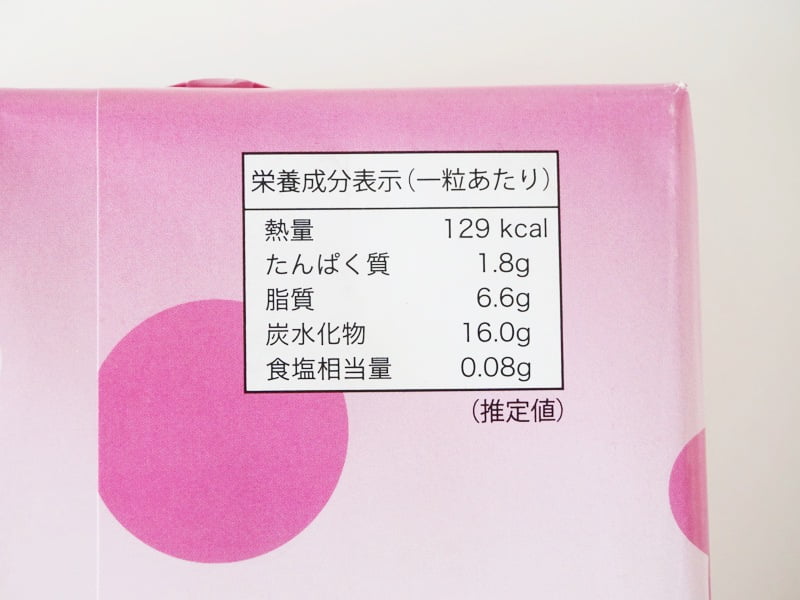 栄養成分表示(一粒あたり)
熱量 129 kcal
たんぱく質 1.8g
脂質 6.6g
炭水化物 16.0g
食塩相当量 0.08g
(推定値)